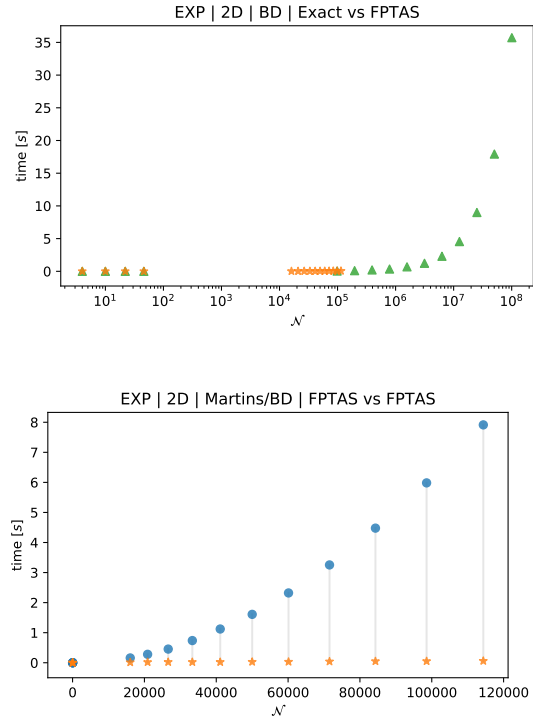 EXP | 2D | BD | Exact vs FPTAS
time [s]
35
30
25
20
15
10
5
0
10^1 10^2 10^3 10^4 10^5 10^6 10^7 10^8
𝒩
EXP | 2D | Martins/BD | FPTAS vs FPTAS
time [s]
8
7
6
5
4
3
2
1
0
0 20000 40000 60000 80000 100000 120000
𝒩